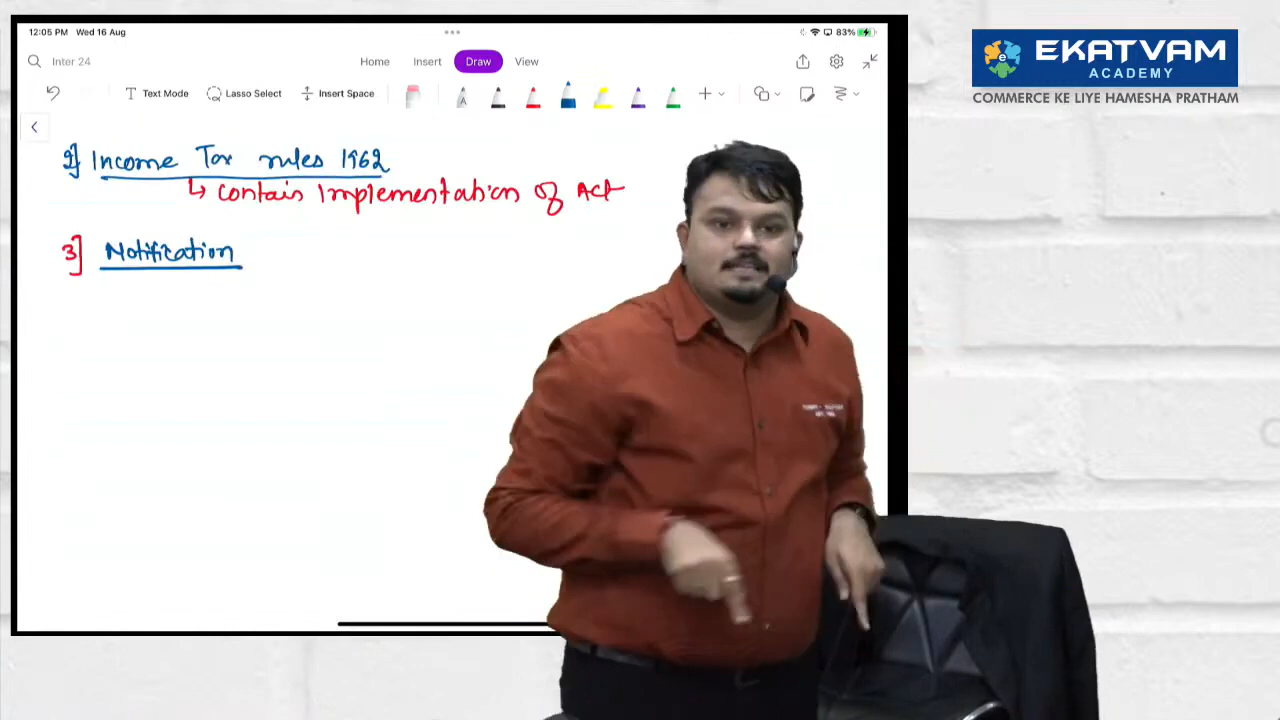 12:05 PM Wed 16 Aug
83%
EKATVAM
ACADEMY
COMMERCE KE LIYE HAMESHA PRATHAM
Inter 24
Home Insert Draw View
Text Mode Lasso Select Insert Space
2] Income Tax rules 1962
↳ Contain Implementation of Act
3] Notification